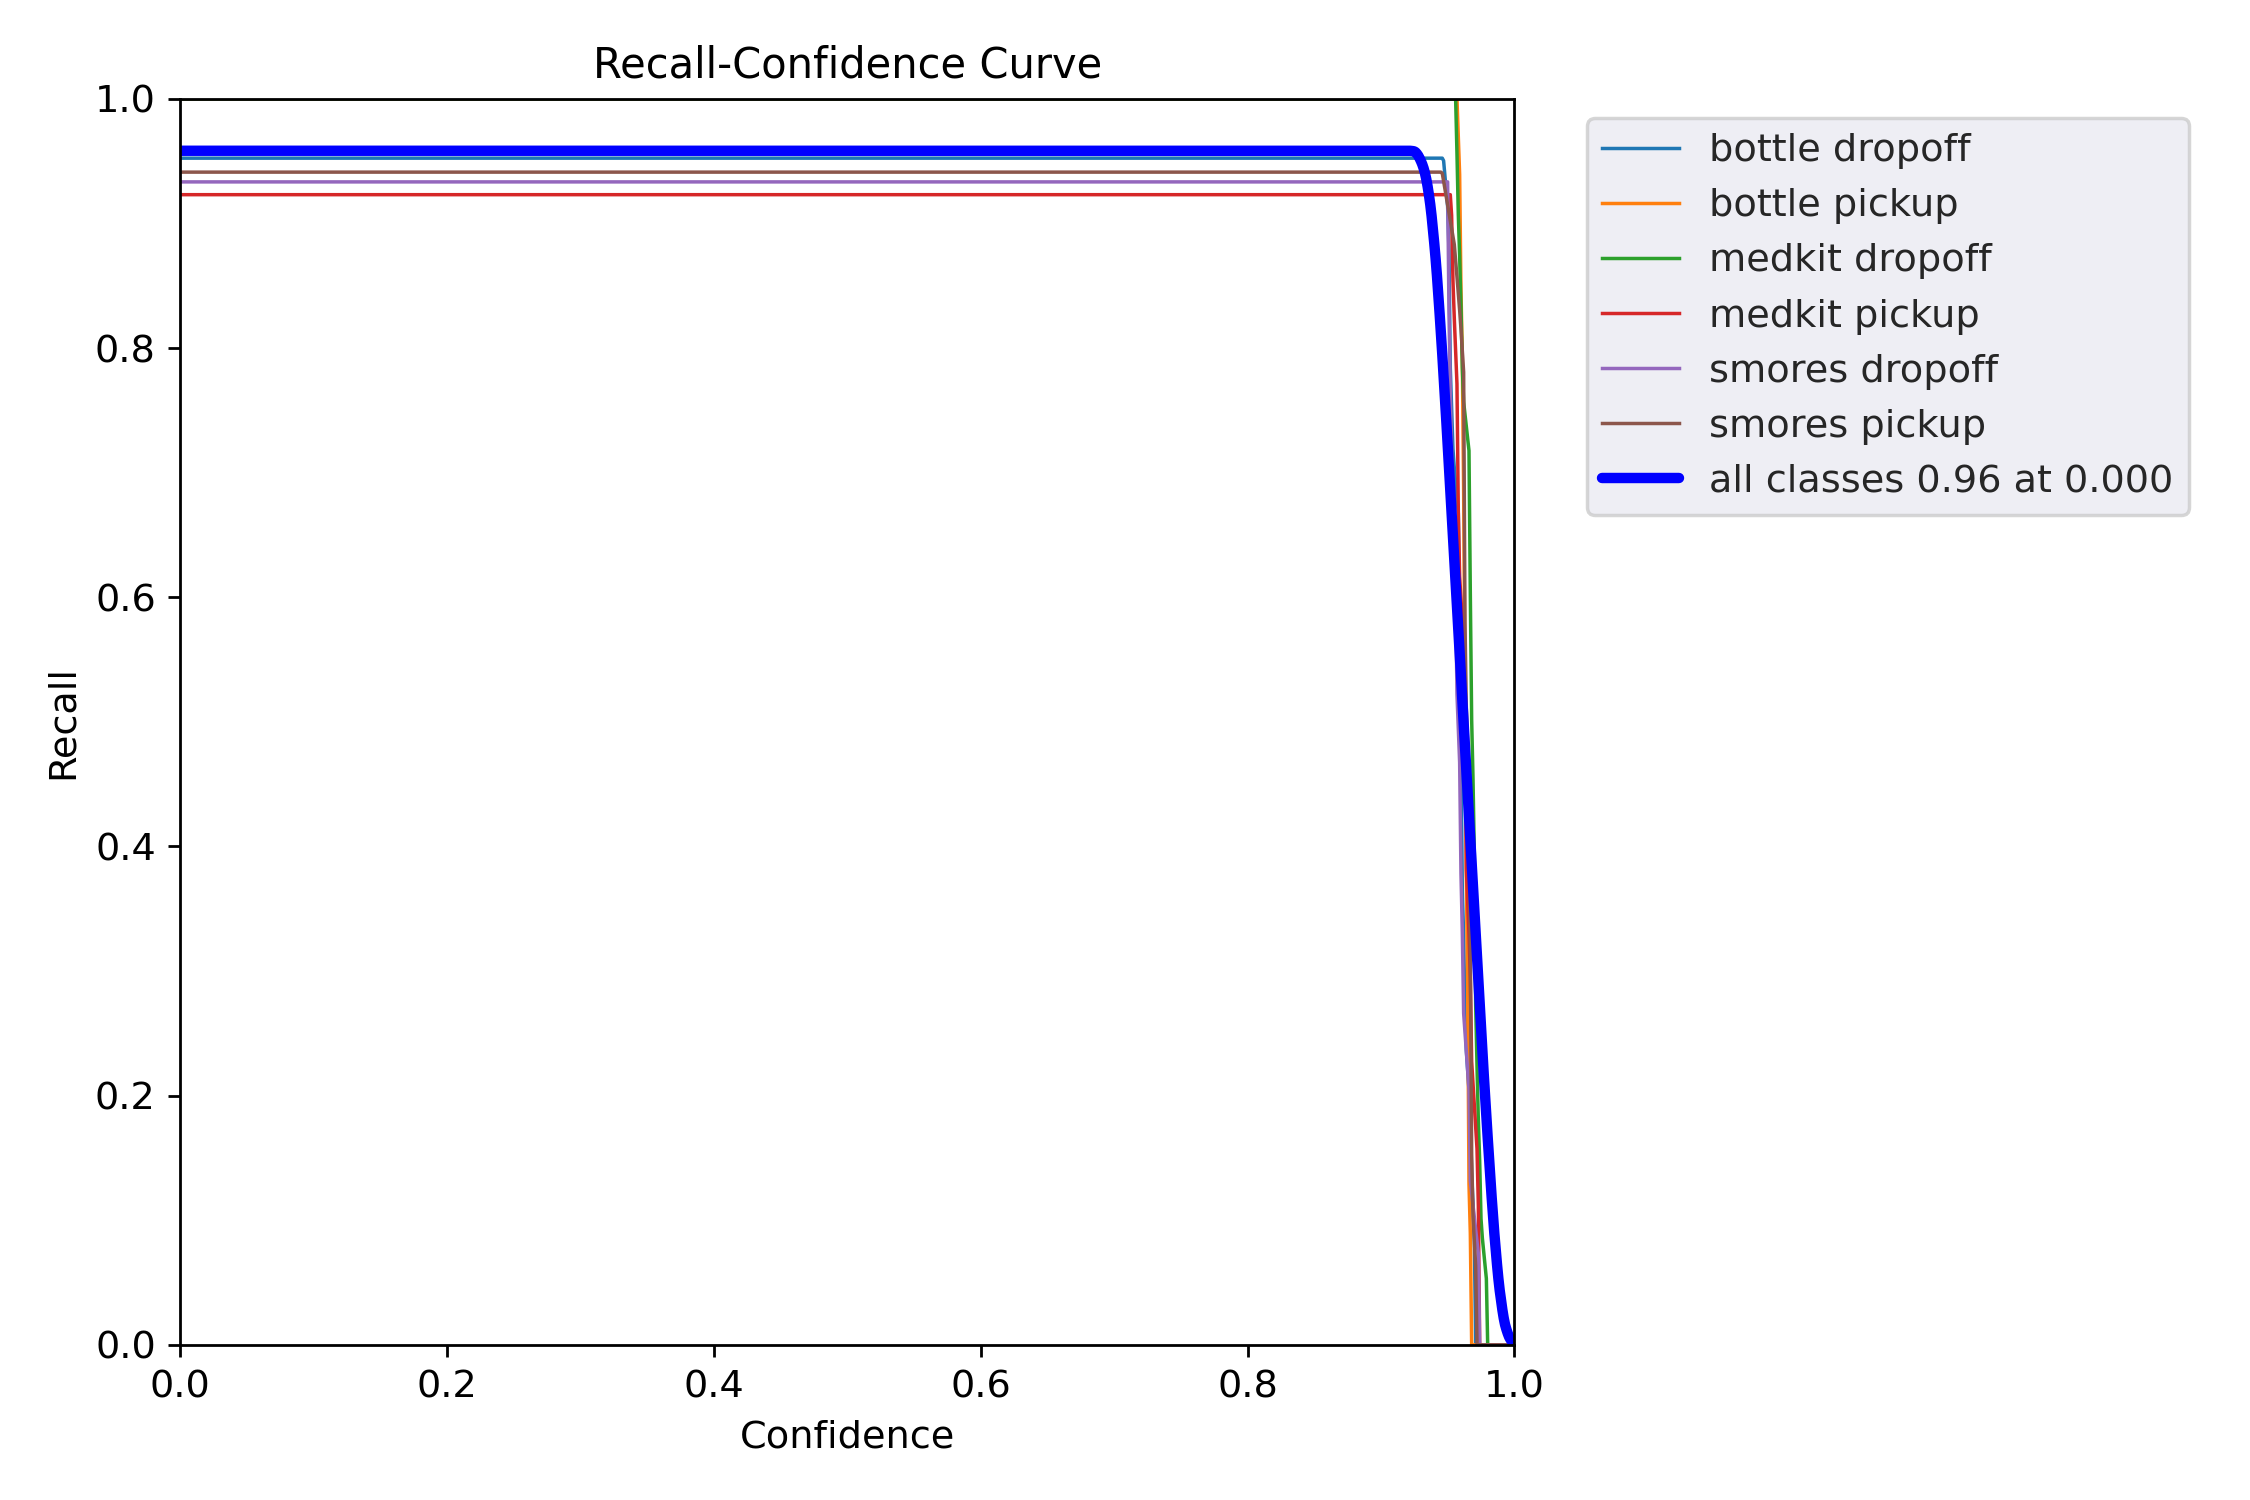 Recall-Confidence Curve
1.0
0.8
0.6
0.4
0.2
0.0
Recall
0.0 0.2 0.4 0.6 0.8 1.0
Confidence
bottle dropoff
bottle pickup
medkit dropoff
medkit pickup
smores dropoff
smores pickup
all classes 0.96 at 0.000